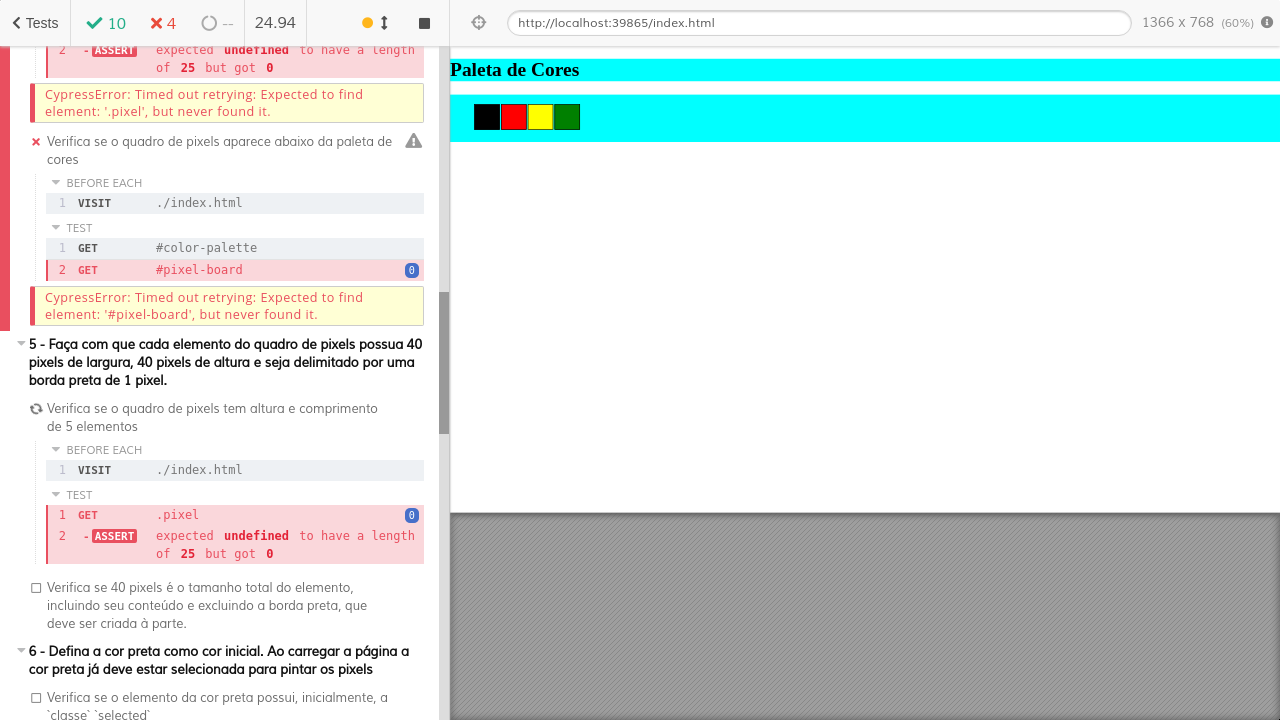 Tests 10 4 -- 24.94
http://localhost:39865/index.html 1366 x 768 (60%)
2 -ASSERT expected undefined to have a length
of 25 but got 0
CypressError: Timed out retrying: Expected to find
element: '.pixel', but never found it.
Verifica se o quadro de pixels aparece abaixo da paleta de
cores
BEFORE EACH
1 VISIT ./index.html
TEST
1 GET #color-palette
2 GET #pixel-board 0
CypressError: Timed out retrying: Expected to find
element: '#pixel-board', but never found it.
5 - Faça com que cada elemento do quadro de pixels possua 40
pixels de largura, 40 pixels de altura e seja delimitado por uma
borda preta de 1 pixel.
Verifica se o quadro de pixels tem altura e comprimento
de 5 elementos
BEFORE EACH
1 VISIT ./index.html
TEST
1 GET .pixel 0
2 -ASSERT expected undefined to have a length
of 25 but got 0
Verifica se 40 pixels é o tamanho total do elemento,
incluindo seu conteúdo e excluindo a borda preta, que
deve ser criada à parte.
6 - Defina a cor preta como cor inicial. Ao carregar a página a
cor preta já deve estar selecionada para pintar os pixels
Verifica se o elemento da cor preta possui, inicialmente, a
`classe` `selected`
Paleta de Cores